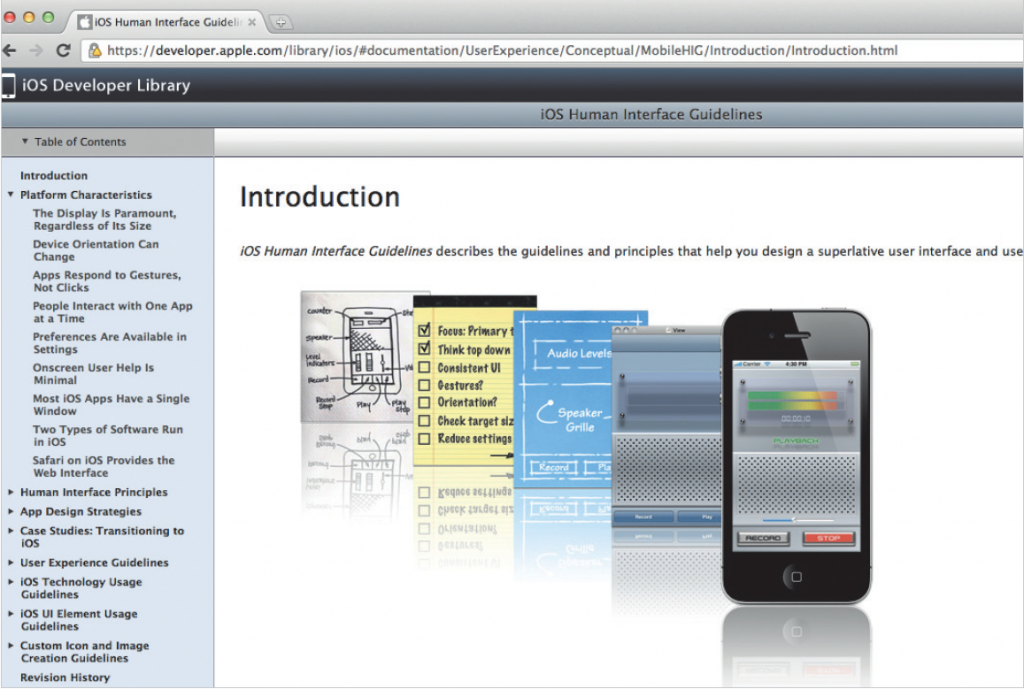 iOS Human Interface Guideli
https://developer.apple.com/library/ios/#documentation/UserExperience/Conceptual/MobileHIG/Introduction/Introduction.html
iOS Developer Library
iOS Human Interface Guidelines
Table of Contents
Introduction
Platform Characteristics
The Display Is Paramount,
Regardless of Its Size
Device Orientation Can
Change
Apps Respond to Gestures,
Not Clicks
People Interact with One App
at a Time
Preferences Are Available in
Settings
Onscreen User Help Is
Minimal
Most iOS Apps Have a Single
Window
Two Types of Software Run
in iOS
Safari on iOS Provides the
Web Interface
Human Interface Principles
App Design Strategies
Case Studies: Transitioning to
iOS
User Experience Guidelines
iOS Technology Usage
Guidelines
iOS UI Element Usage
Guidelines
Custom Icon and Image
Creation Guidelines
Revision History
Introduction
iOS Human Interface Guidelines describes the guidelines and principles that help you design a superlative user interface and use
counter
Speaker
Level
indicators
Record
Record
Stop
Play
Play
Stop
Focus: Primary t
Think top down
Consistent UI
Gestures?
Orientation?
Check target siz
Reduce settings
Audio Levels
Speaker
Grille
Record
Pla
View
Record
Play
Carrier
4:30 PM
00:00:10
PLAYBACK
RECORD
STOP